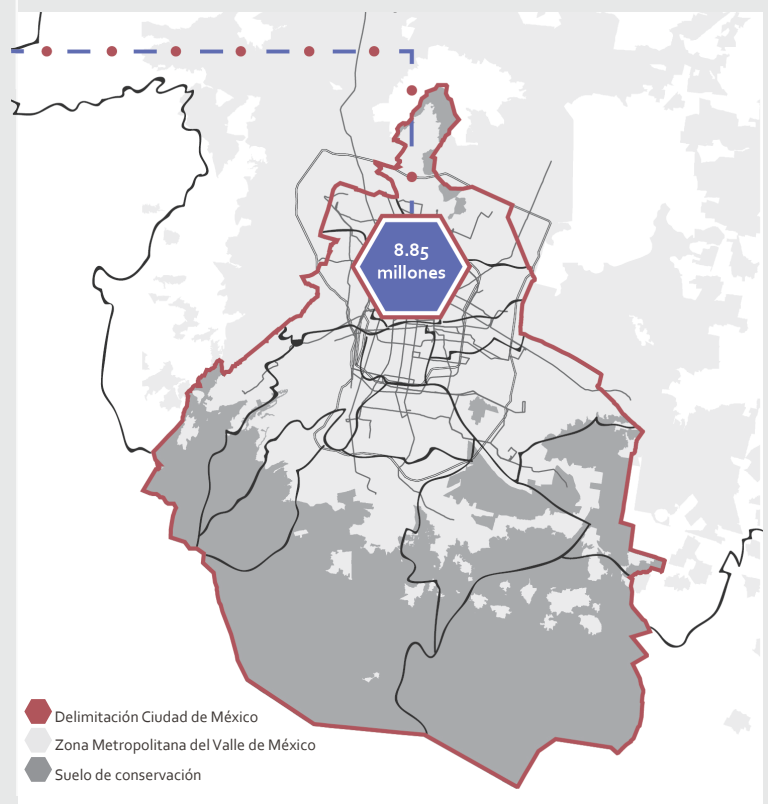 8.85
millones
Delimitación Ciudad de México
Zona Metropolitana del Valle de México
Suelo de conservación